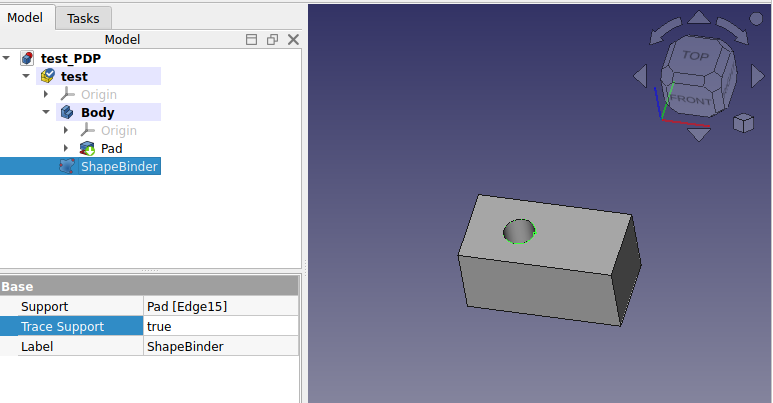 Model
Tasks
Model
test_PDP
test
Origin
Body
Origin
Pad
ShapeBinder
Base
Support Pad [Edge15]
Trace Support true
Label ShapeBinder
TOP
FRONT